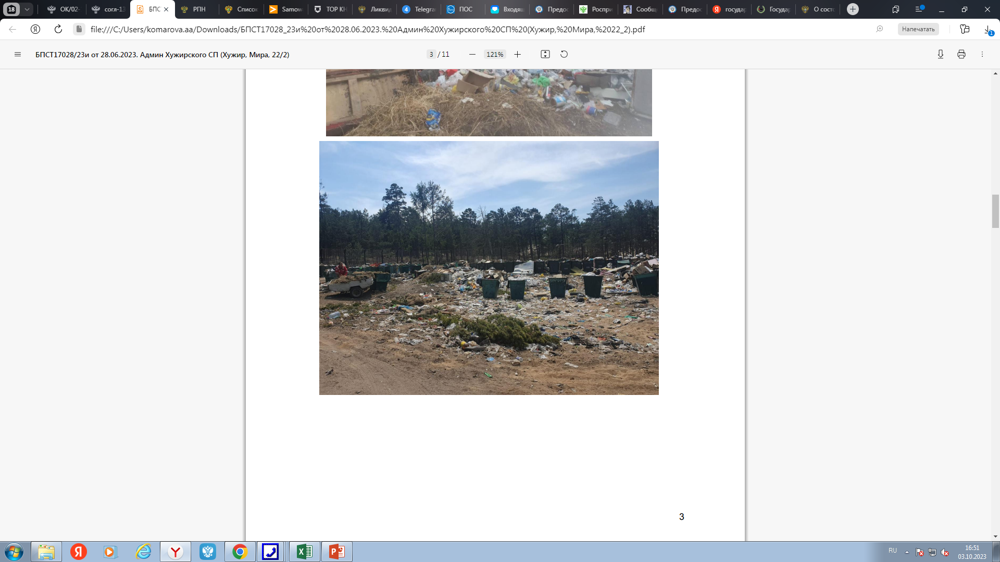 18
ОК/02-
согл-13
БПС
РПН
Список
Samow
ТОР КН
Ликвид
Telegra
ПОС
Входящ
Предос
Роспри
Сообщ
Предос
государ
Государ
О состо
file:///C:/Users/komarova.aa/Downloads/БПСТ17028_23и%20от%2028.06.2023.%20Админ%20Хужирского%20СП%20(Хужир,%20Мира,%2022_2).pdf
Напечатать
1
БПСТ17028/23и от 28.06.2023. Админ Хужирского СП (Хужир, Мира, 22/2)
3 / 11
121%
3
RU
16:51
03.10.2023